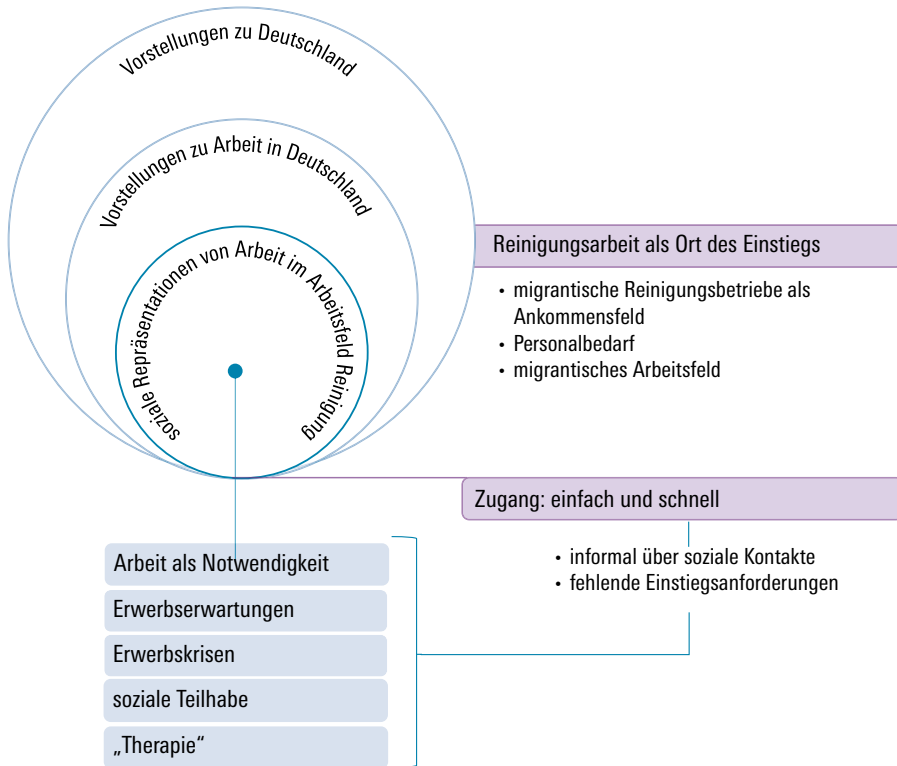 Vorstellungen zu Deutschland
Vorstellungen zu Arbeit in Deutschland
soziale Repräsentationen von Arbeit im Arbeitsfeld Reinigung
Reinigungsarbeit als Ort des Einstiegs
• migrantische Reinigungsbetriebe als
Ankommensfeld
• Personalbedarf
• migrantisches Arbeitsfeld
Zugang: einfach und schnell
• informal über soziale Kontakte
• fehlende Einstiegsanforderungen
Arbeit als Notwendigkeit
Erwerbserwartungen
Erwerbskrisen
soziale Teilhabe
„Therapie“